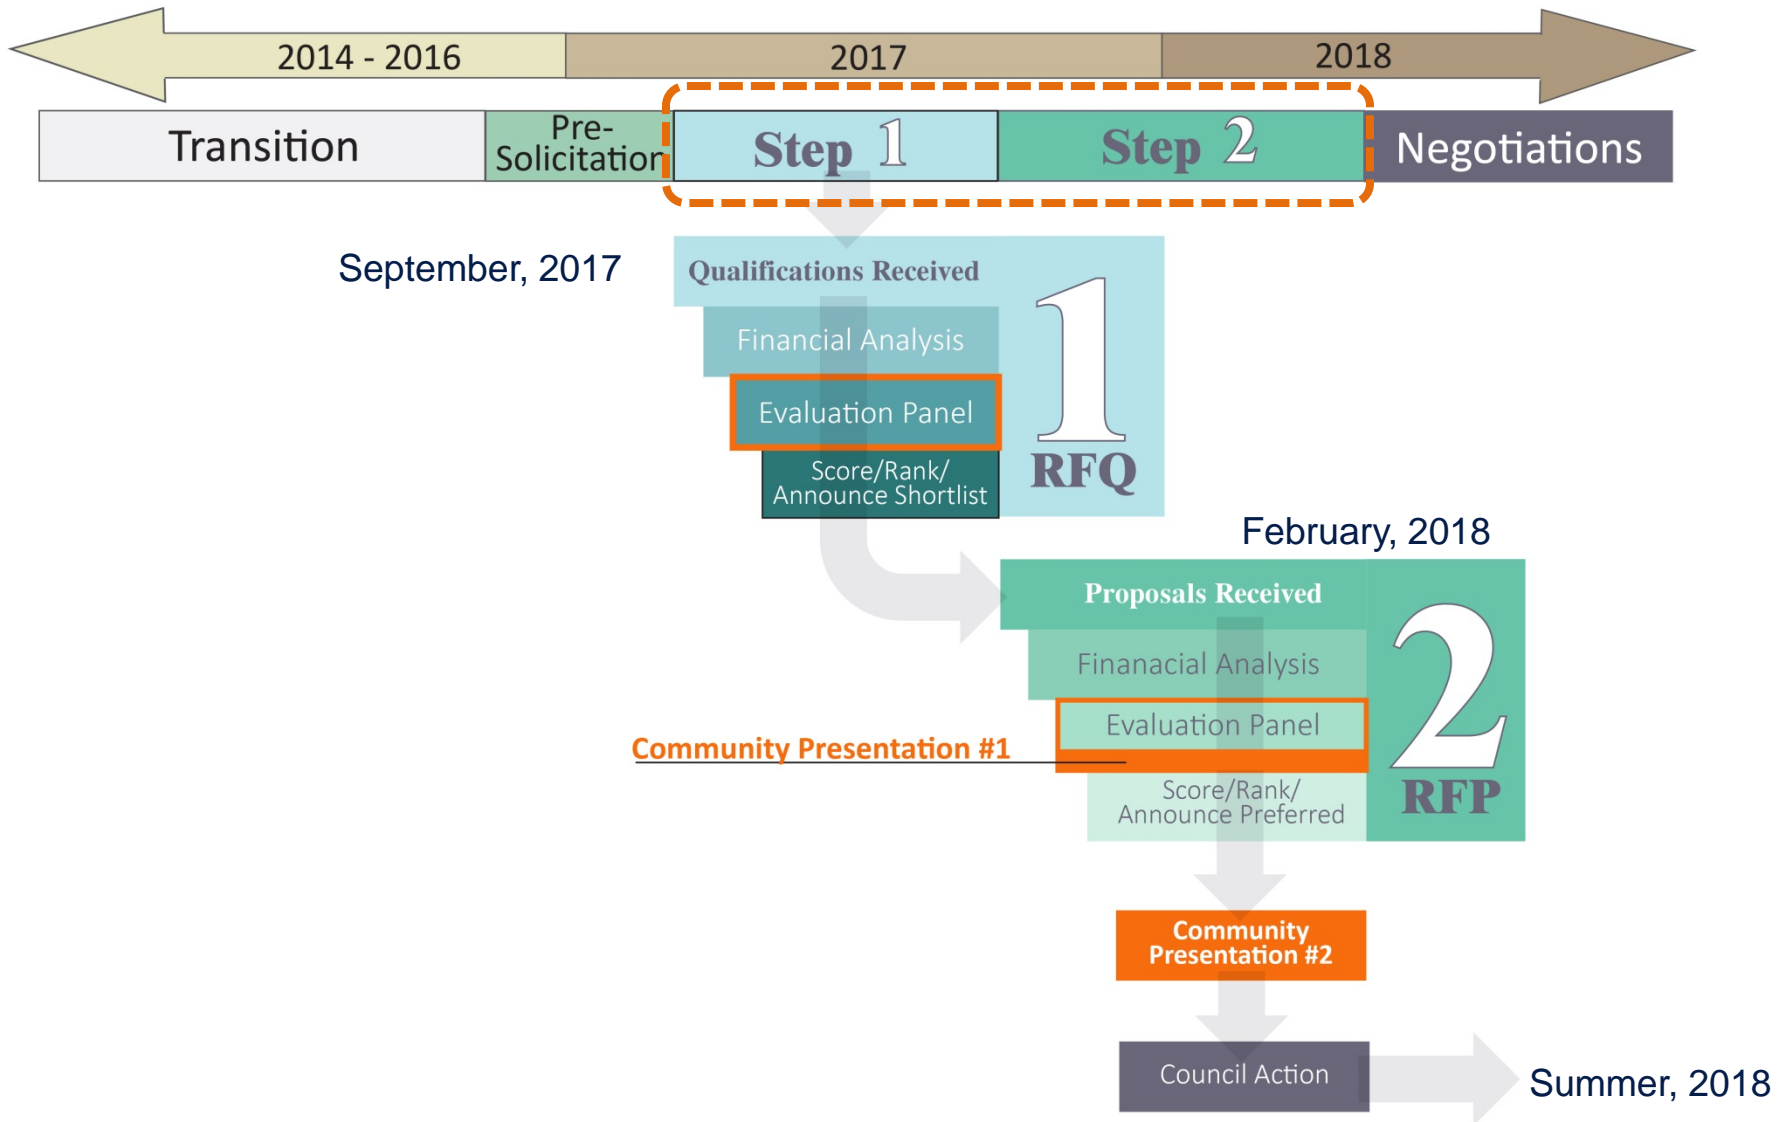 2014 - 2016
2017
2018
Transition
Pre-
Solicitation
Step 1
Step 2
Negotiations
September, 2017
Qualifications Received
Financial Analysis
Evaluation Panel
Score/Rank/
Announce Shortlist
1
RFQ
February, 2018
Proposals Received
Finanacial Analysis
Evaluation Panel
Community Presentation #1
Score/Rank/
Announce Preferred
2
RFP
Community
Presentation #2
Council Action
Summer, 2018